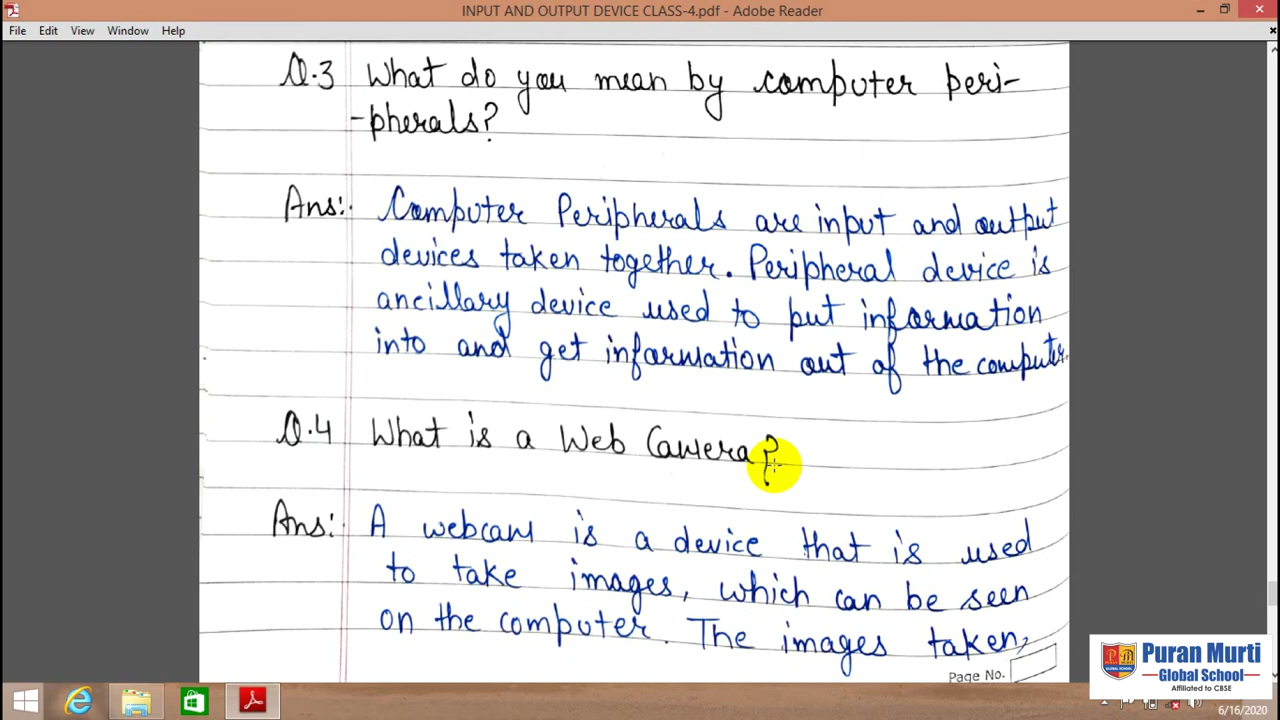 INPUT AND OUTPUT DEVICE CLASS-4.pdf - Adobe Reader
File Edit View Window Help
Q.3 What do you mean by computer peri-
-pherals?
Ans:. Computer Peripherals are input and output
devices taken together. Peripheral device is
ancillary device used to put information
into and get information out of the computer.
Q.4 What is a Web Camera?
Ans: A webcam is a device that is used
to take images, which can be seen
on the computer. The images taken,
Page No.
Puran Murti
Global School
Affiliated to CBSE
6/16/2020